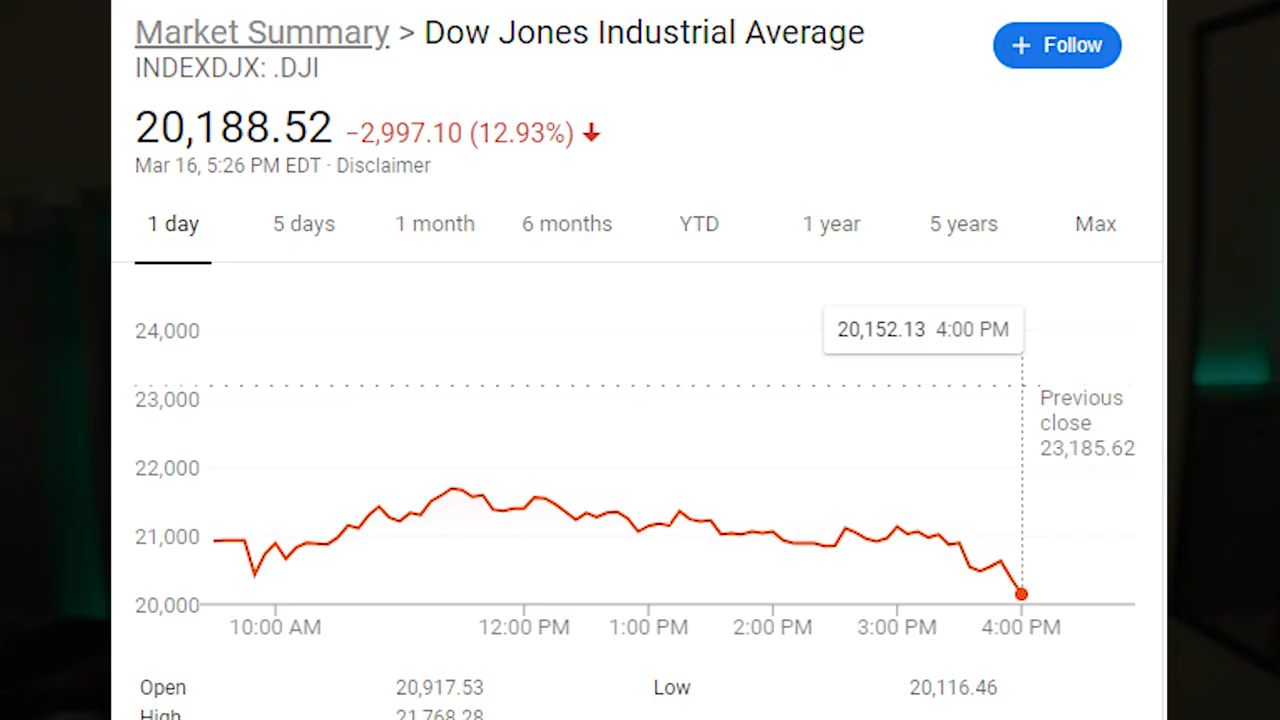 Market Summary > Dow Jones Industrial Average
INDEXDJX: .DJI
+ Follow
20,188.52 −2,997.10 (12.93%)
Mar 16, 5:26 PM EDT · Disclaimer
1 day 5 days 1 month 6 months YTD 1 year 5 years Max
24,000
20,152.13 4:00 PM
23,000
Previous
close
23,185.62
22,000
21,000
20,000
10:00 AM 12:00 PM 1:00 PM 2:00 PM 3:00 PM 4:00 PM
Open 20,917.53 Low 20,116.46
High 21,768.28